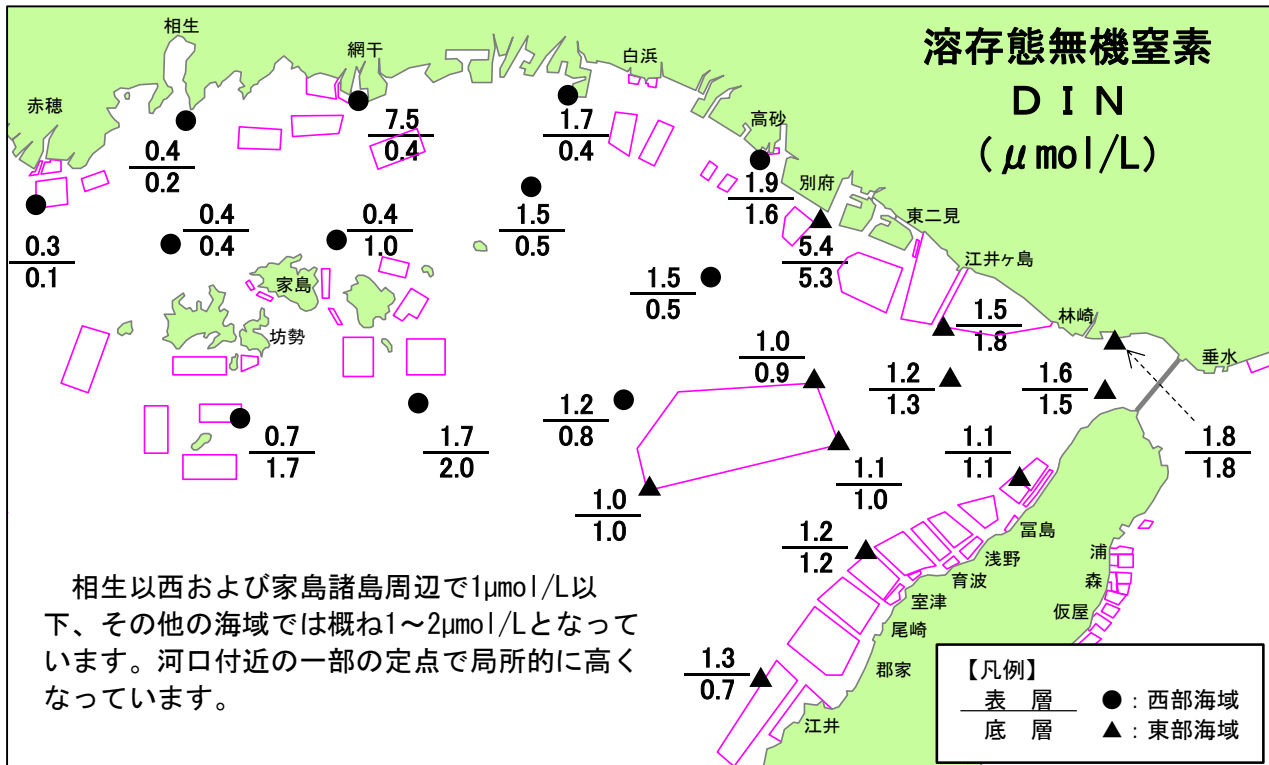 溶存態無機窒素
ＤＩＮ
(μmol/L)
相生
網干
白浜
赤穂
高砂
別府
東二見
江井ヶ島
林崎
垂水
家島
坊勢
0.4
0.2
7.5
0.4
1.7
0.4
1.9
1.6
0.3
0.1
0.4
0.4
0.4
1.0
1.5
0.5
5.4
5.3
1.5
0.5
1.5
1.8
1.0
0.9
1.2
1.3
1.6
1.5
1.8
1.8
0.7
1.7
1.7
2.0
1.2
0.8
1.1
1.0
1.1
1.1
1.0
1.0
1.2
1.2
1.3
0.7
冨島
浅野
育波
室津
尾崎
郡家
江井
浦
森
仮屋
相生以西および家島諸島周辺で1μmol/L以
下、その他の海域では概ね1～2μmol/Lとなって
います。河口付近の一部の定点で局所的に高く
なっています。
【凡例】
表　層　●：西部海域
底　層　▲：東部海域